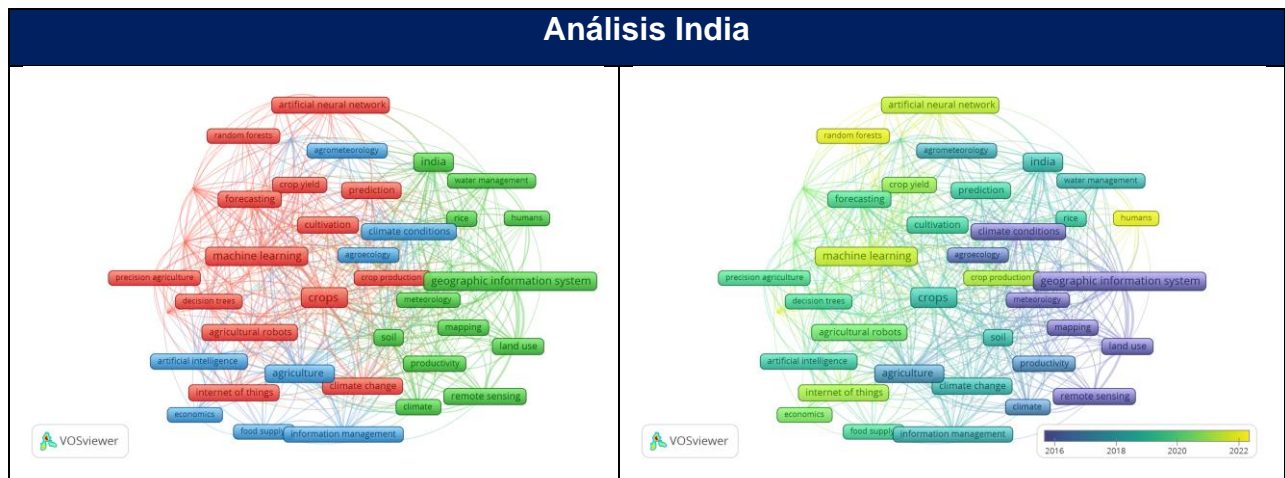 Análisis India
artificial neural network
random forests
agrometeorology
india
water management
crop yield
prediction
forecasting
rice
humans
cultivation
climate conditions
machine learning
agroecology
precision agriculture
crop production
geographic information system
decision trees
crops
meteorology
agricultural robots
mapping
soil
land use
artificial intelligence
productivity
agriculture
internet of things
climate change
remote sensing
climate
economics
food supply
information management
VOSviewer
artificial neural network
random forests
agrometeorology
india
water management
crop yield
prediction
forecasting
rice
humans
cultivation
climate conditions
machine learning
agroecology
precision agriculture
crop production
geographic information system
decision trees
crops
meteorology
agricultural robots
mapping
soil
land use
artificial intelligence
productivity
agriculture
internet of things
climate change
remote sensing
climate
economics
food supply
information management
VOSviewer
2016 2018 2020 2022